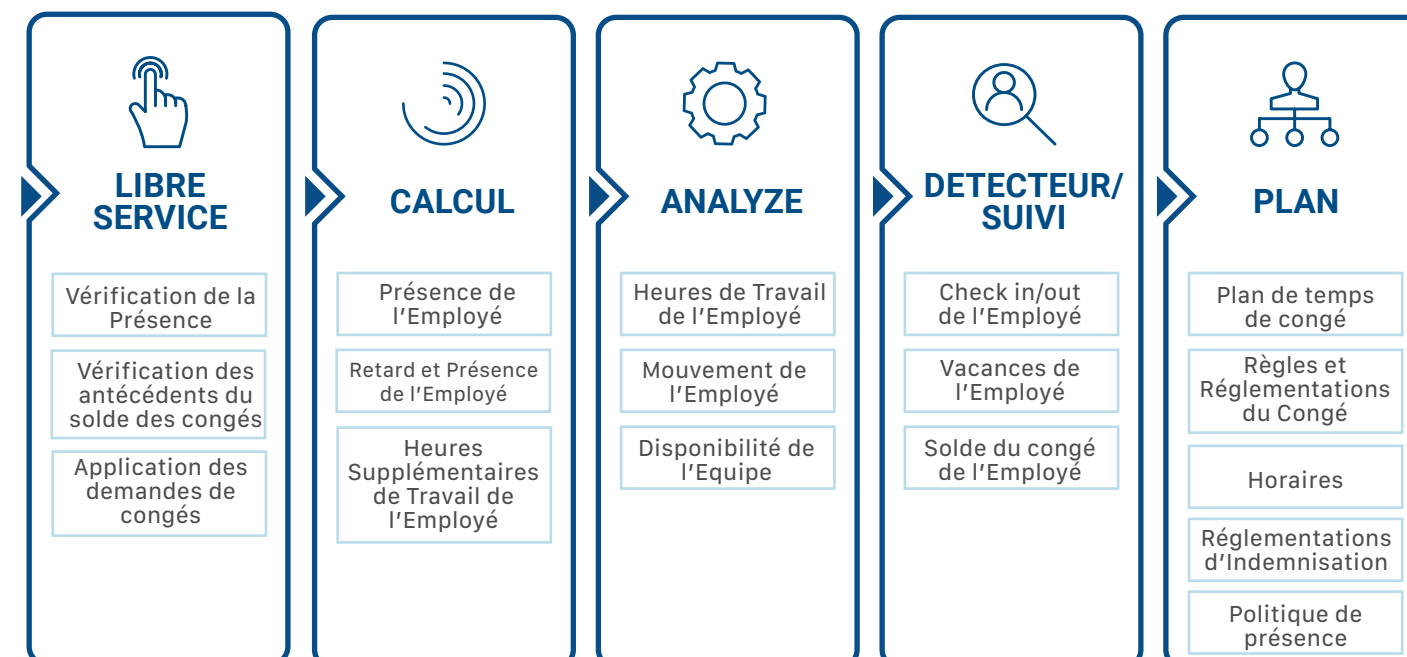 LIBRE
SERVICE
Vérification de la
Présence
Vérification des
antécédents du
solde des congés
Application des
demandes de
congés
CALCUL
Présence de
l'Employé
Retard et Présence
de l'Employé
Heures
Supplémentaires
de Travail de
l'Employé
ANALYZE
Heures de Travail
de l'Employé
Mouvement de
l'Employé
Disponibilité de
l'Equipe
DETECTEUR/
SUIVI
Check in/out
de l'Employé
Vacances de
l'Employé
Solde du congé
de l'Employé
PLAN
Plan de temps
de congé
Règles et
Réglementations
du Congé
Horaires
Réglementations
d'Indemnisation
Politique de
présence